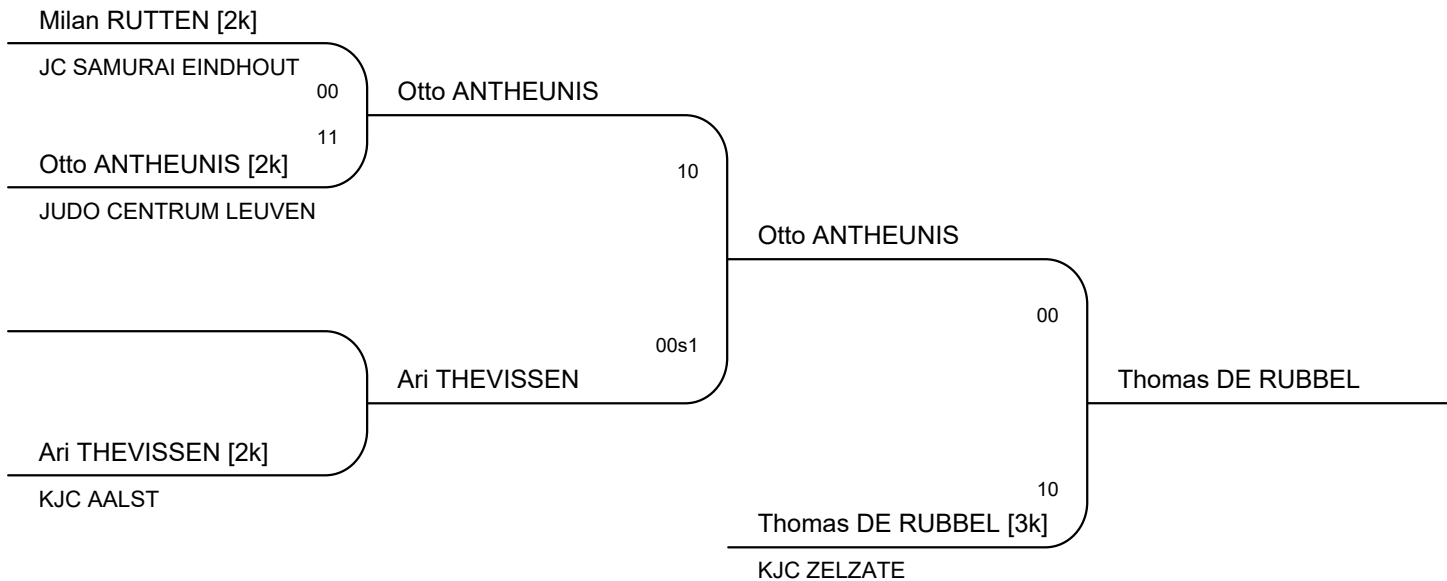 Milan RUTTEN [2k]
JC SAMURAI EINDHOUT
00
Otto ANTHEUNIS
11
Otto ANTHEUNIS [2k]
JUDO CENTRUM LEUVEN
10
Otto ANTHEUNIS
00
00s1
Ari THEVISSEN
Thomas DE RUBBEL
Ari THEVISSEN [2k]
KJC AALST
10
Thomas DE RUBBEL [3k]
KJC ZELZATE